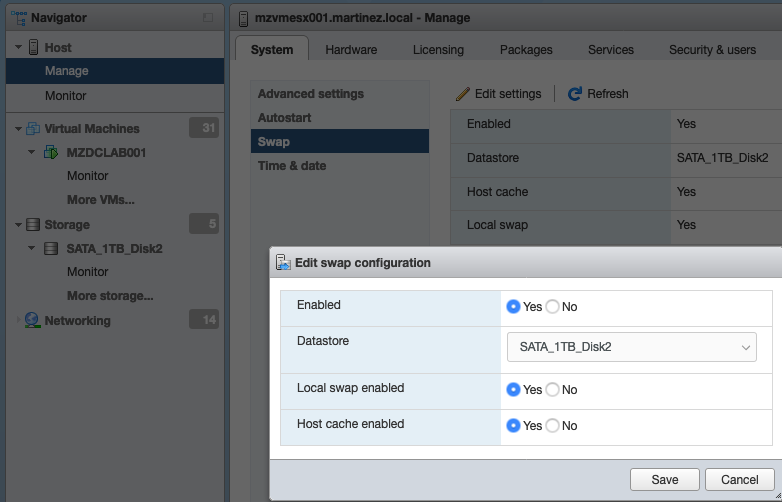 Navigator
mzvmesx001.martinez.local - Manage
Host
Manage
Monitor
Virtual Machines 31
MZDCLAB001
Monitor
More VMs...
Storage 5
SATA_1TB_Disk2
Monitor
More storage...
Networking 14
System Hardware Licensing Packages Services Security & users
Advanced settings
Autostart
Swap
Time & date
Edit settings Refresh
Enabled Yes
Datastore SATA_1TB_Disk2
Host cache Yes
Local swap Yes
Edit swap configuration
Enabled Yes No
Datastore SATA_1TB_Disk2
Local swap enabled Yes No
Host cache enabled Yes No
Save Cancel